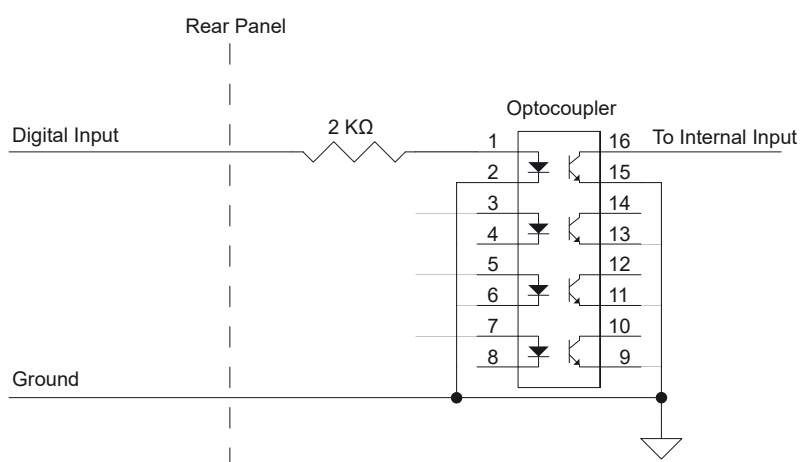 Rear Panel
Optocoupler
Digital Input
2 KΩ
1
16
To Internal Input
2
15
3
14
4
13
5
12
6
11
7
10
8
9
Ground